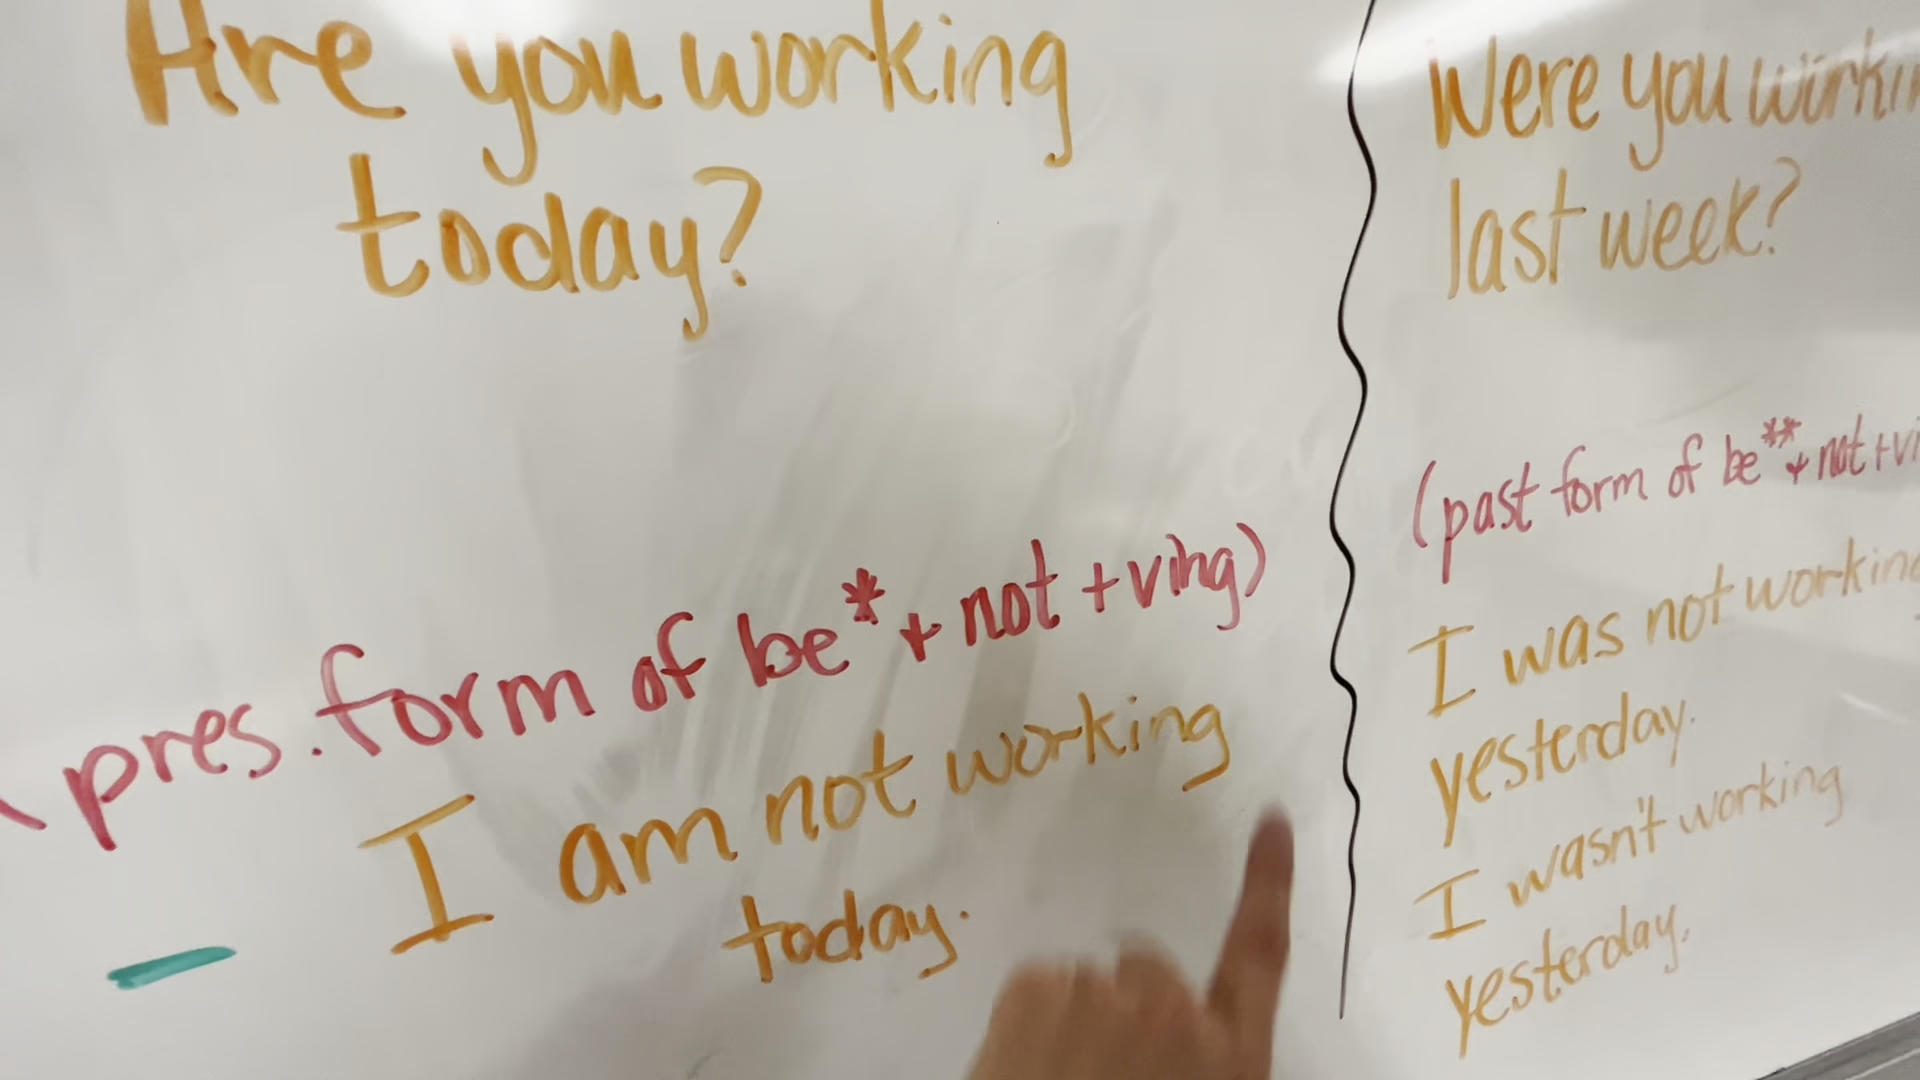 Are you working
today?
(pres. form of be* + not + ving)
I am not working
today.
Were you
last week?
(past form of be** + not +
I was not working
yesterday.
I wasn't working
yesterday.